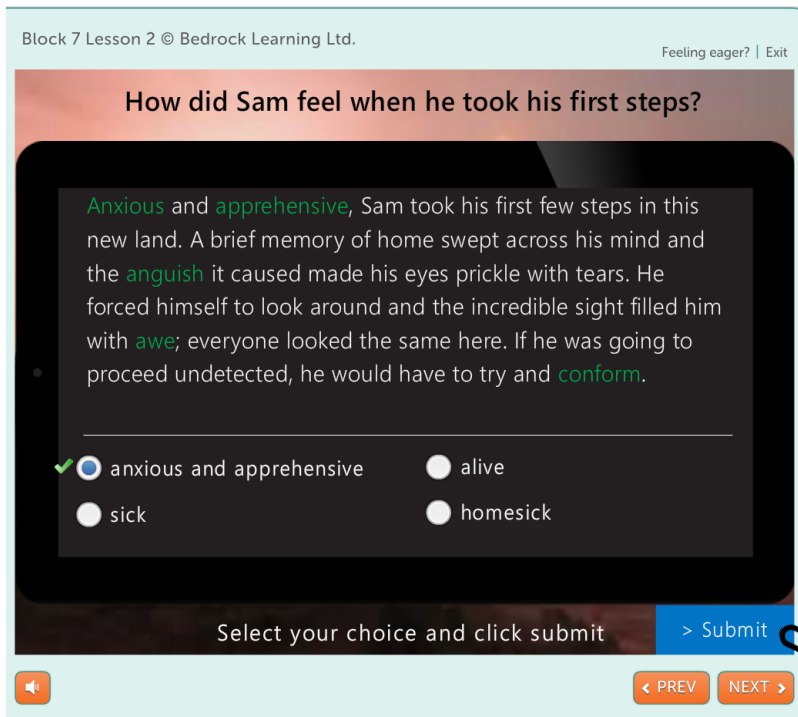 Block 7 Lesson 2 © Bedrock Learning Ltd.
Feeling eager? | Exit
How did Sam feel when he took his first steps?
Anxious and apprehensive, Sam took his first few steps in this
new land. A brief memory of home swept across his mind and
the anguish it caused made his eyes prickle with tears. He
forced himself to look around and the incredible sight filled him
with awe; everyone looked the same here. If he was going to
proceed undetected, he would have to try and conform.
anxious and apprehensive
alive
sick
homesick
Select your choice and click submit
> Submit
PREV
NEXT